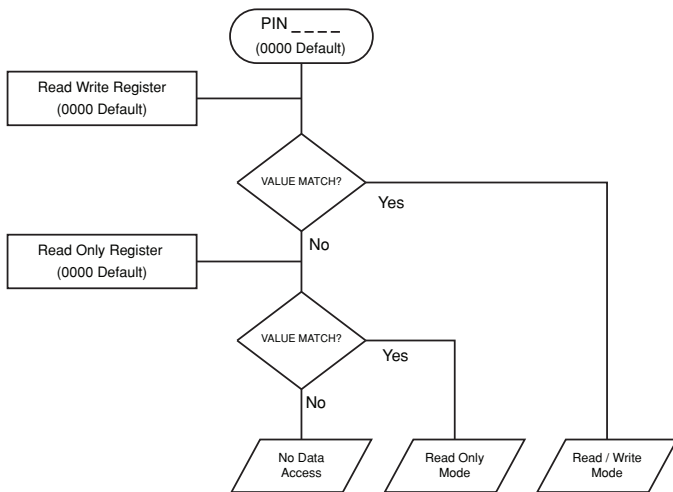 PIN _ _ _ _
(0000 Default)
Read Write Register
(0000 Default)
VALUE MATCH?
Yes
No
Read Only Register
(0000 Default)
VALUE MATCH?
Yes
No
No Data
Access
Read Only
Mode
Read / Write
Mode